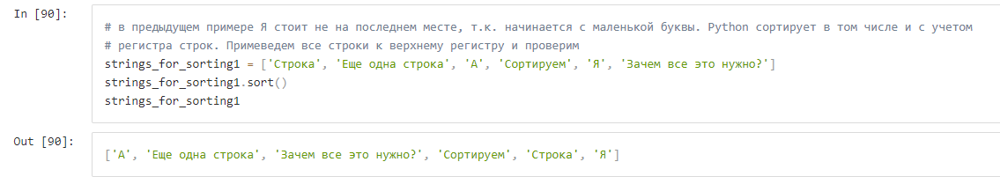 In [90]:
# в предыдущем примере Я стоит не на последнем месте, т.к. начинается с маленькой буквы. Python сортирует в том числе и с учетом
# регистра строк. Примеведем все строки к верхнему регистру и проверим
strings_for_sorting1 = ['Строка', 'Еще одна строка', 'А', 'Сортируем', 'Я', 'Зачем все это нужно?']
strings_for_sorting1.sort()
strings_for_sorting1
Out [90]:
['А', 'Еще одна строка', 'Зачем все это нужно?', 'Сортируем', 'Строка', 'Я']